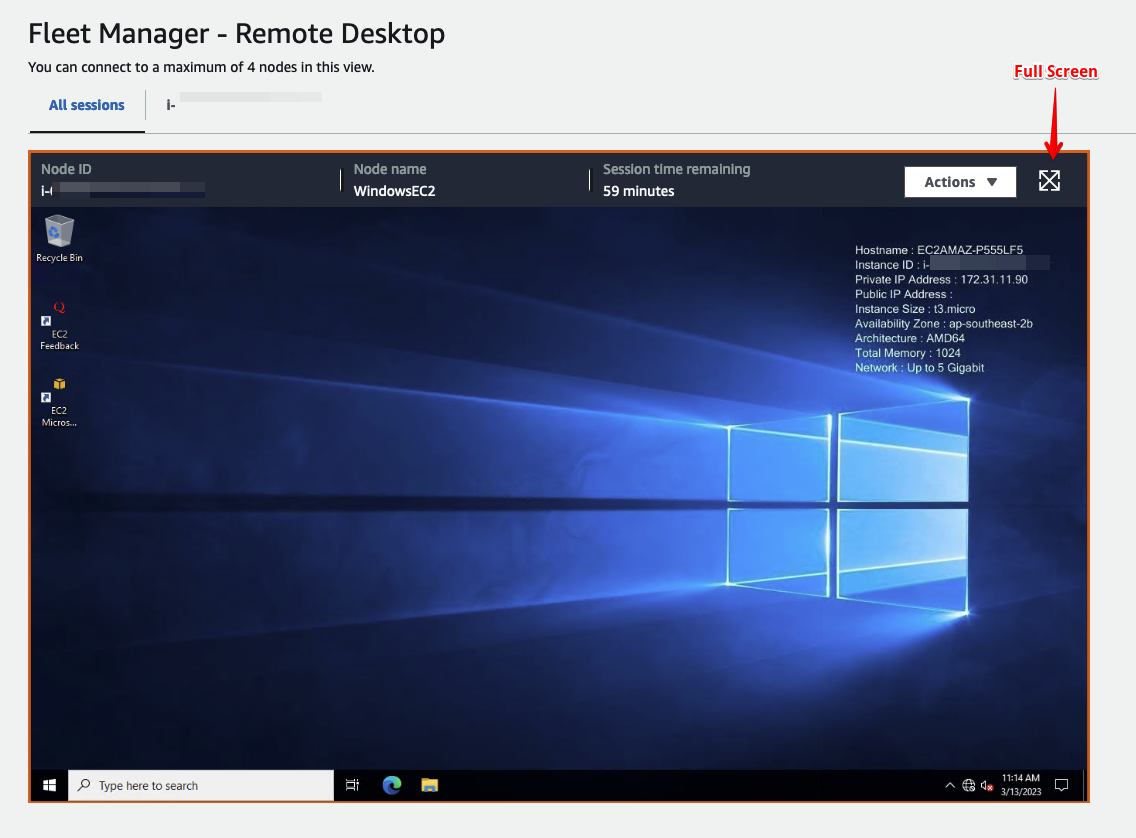 Fleet Manager - Remote Desktop
You can connect to a maximum of 4 nodes in this view.
Full Screen
All sessions
i-
Node ID
i-
Node name
WindowsEC2
Session time remaining
59 minutes
Actions
Recycle Bin
EC2
Feedback
EC2
Micros...
Hostname : EC2AMAZ-P555LF5
Instance ID : i-
Private IP Address : 172.31.11.90
Public IP Address :
Instance Size : t3.micro
Availability Zone : ap-southeast-2b
Architecture : AMD64
Total Memory : 1024
Network : Up to 5 Gigabit
Type here to search
11:14 AM
3/13/2023